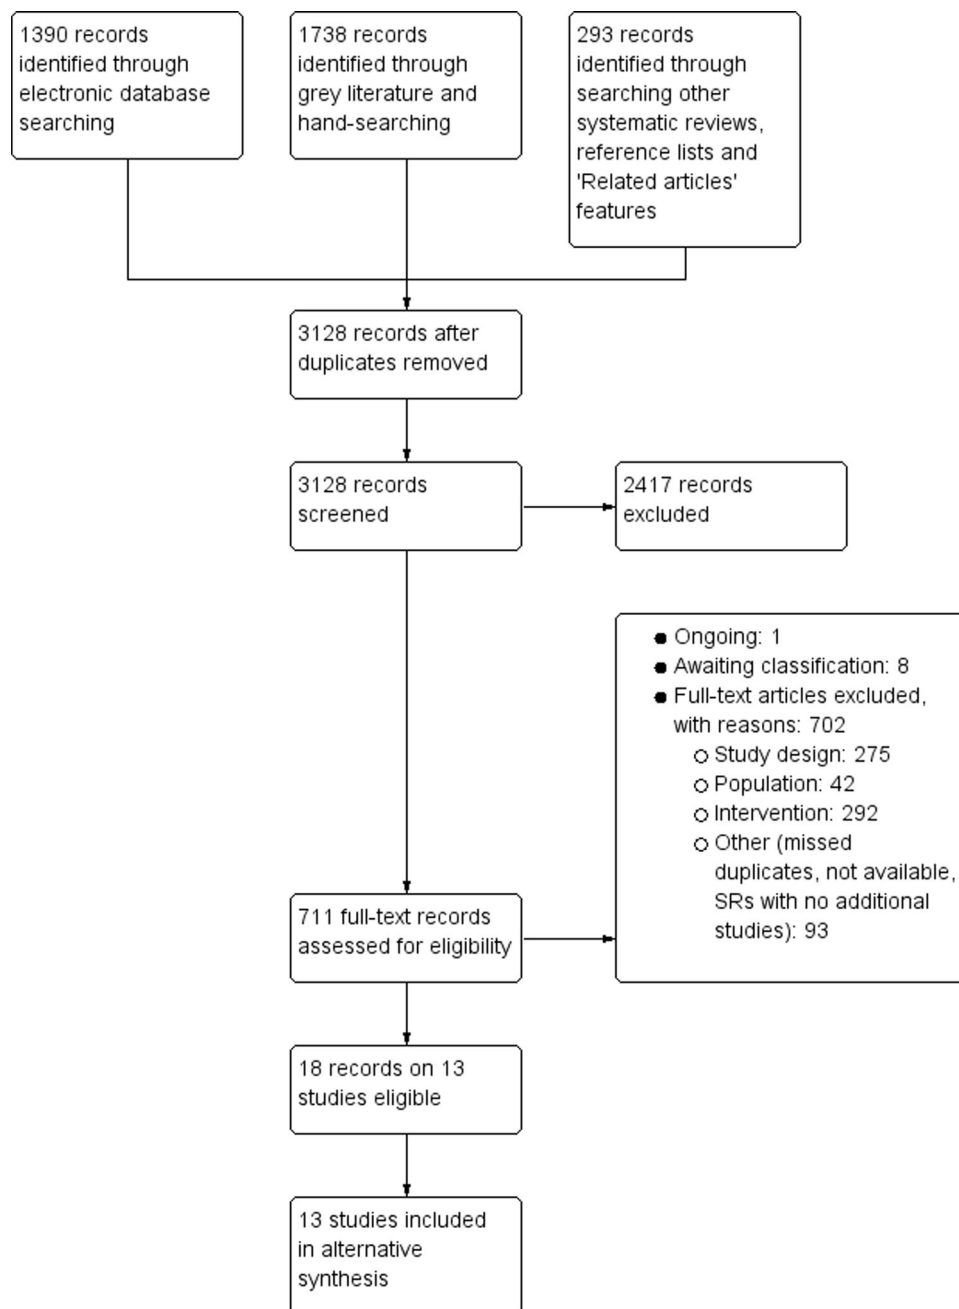 1390 records
identified through
electronic database
searching
1738 records
identified through
grey literature and
hand-searching
293 records
identified through
searching other
systematic reviews,
reference lists and
'Related articles'
features
3128 records after
duplicates removed
3128 records
screened
2417 records
excluded
Ongoing: 1
Awaiting classification: 8
Full-text articles excluded,
with reasons: 702
Study design: 275
Population: 42
Intervention: 292
Other (missed
duplicates, not available,
SRs with no additional
studies): 93
711 full-text records
assessed for eligibility
18 records on 13
studies eligible
13 studies included
in alternative
synthesis